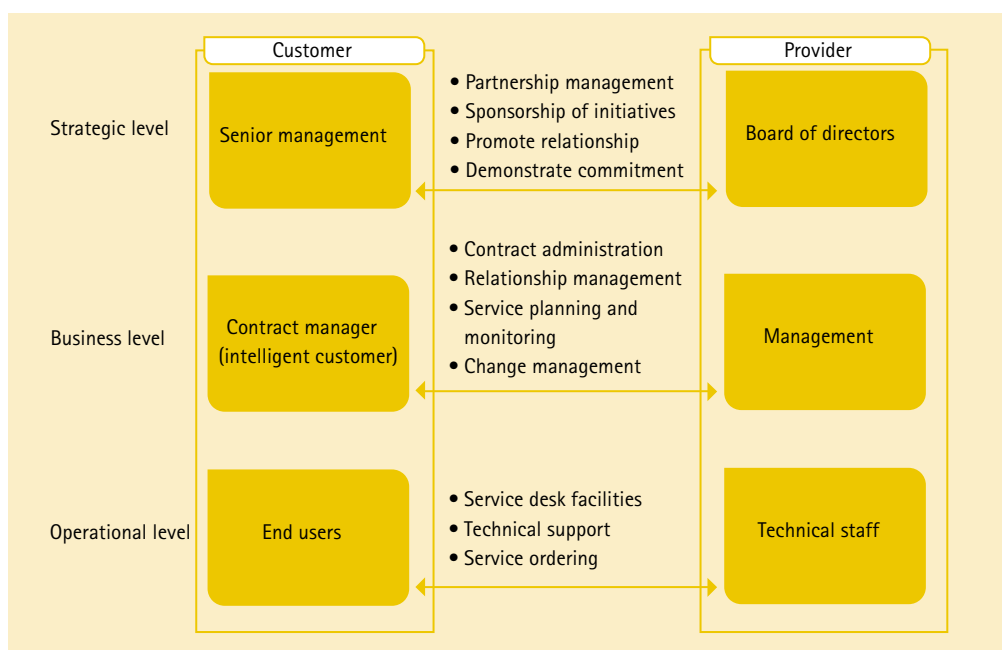 Customer
Provider
Strategic level
Senior management
• Partnership management
• Sponsorship of initiatives
• Promote relationship
• Demonstrate commitment
Board of directors
Business level
Contract manager
(intelligent customer)
• Contract administration
• Relationship management
• Service planning and
monitoring
• Change management
Management
Operational level
End users
• Service desk facilities
• Technical support
• Service ordering
Technical staff